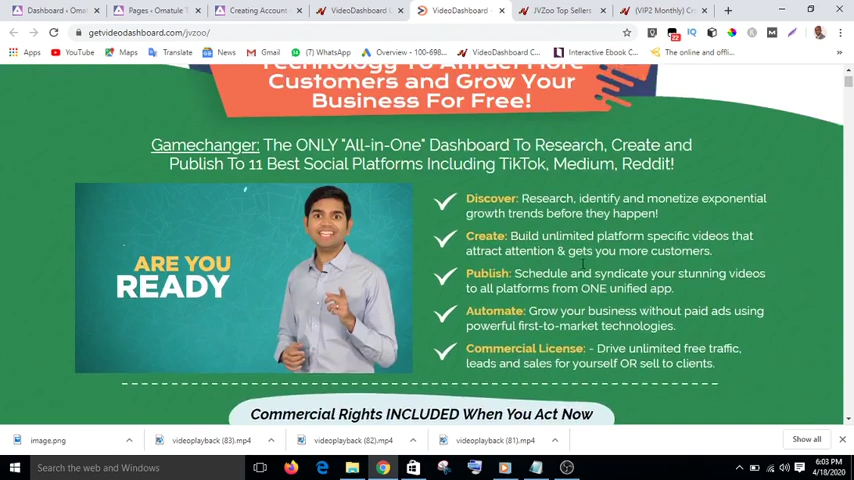 Dashboard ‹ Omat
Pages ‹ Omatule T
Creating Account
VideoDashboard
VideoDashboard
JVZoo Top Sellers
(VIP2 Monthly) Cr
getvideodashboard.com/jvzoo/
22
Apps
YouTube
Maps
Translate
News
Gmail
(7) WhatsApp
Overview – 100-698...
VideoDashboard C...
Interactive Ebook C...
The online and offli...
Technology To Attract More
Customers and Grow Your
Business For Free!
Gamechanger: The ONLY "All-in-One" Dashboard To Research, Create and
Publish To 11 Best Social Platforms Including TikTok, Medium, Reddit!
ARE YOU
READY
Discover: Research, identify and monetize exponential
growth trends before they happen!
Create: Build unlimited platform specific videos that
attract attention & gets you more customers.
Publish: Schedule and syndicate your stunning videos
to all platforms from ONE unified app.
Automate: Grow your business without paid ads using
powerful first-to-market technologies.
Commercial License: - Drive unlimited free traffic,
leads and sales for yourself OR sell to clients.
Commercial Rights INCLUDED When You Act Now
image.png
videoplayback (83).mp4
videoplayback (82).mp4
videoplayback (81).mp4
Show all
Search the web and Windows
6:03 PM
4/18/2020